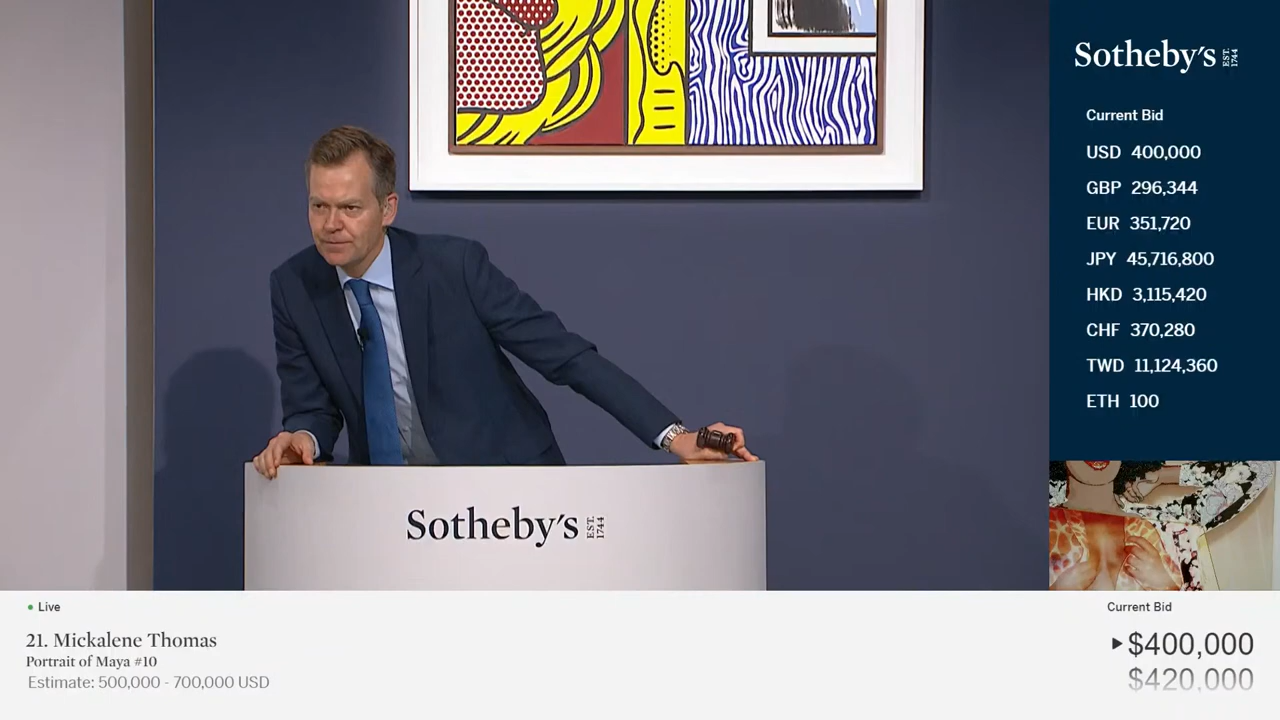 Sotheby's EST. 1744
Current Bid
USD 400,000
GBP 296,344
EUR 351,720
JPY 45,716,800
HKD 3,115,420
CHF 370,280
TWD 11,124,360
ETH 100
Sotheby's EST. 1744
Live
21. Mickalene Thomas
Portrait of Maya #10
Estimate: 500,000 - 700,000 USD
Current Bid
$400,000
$420,000